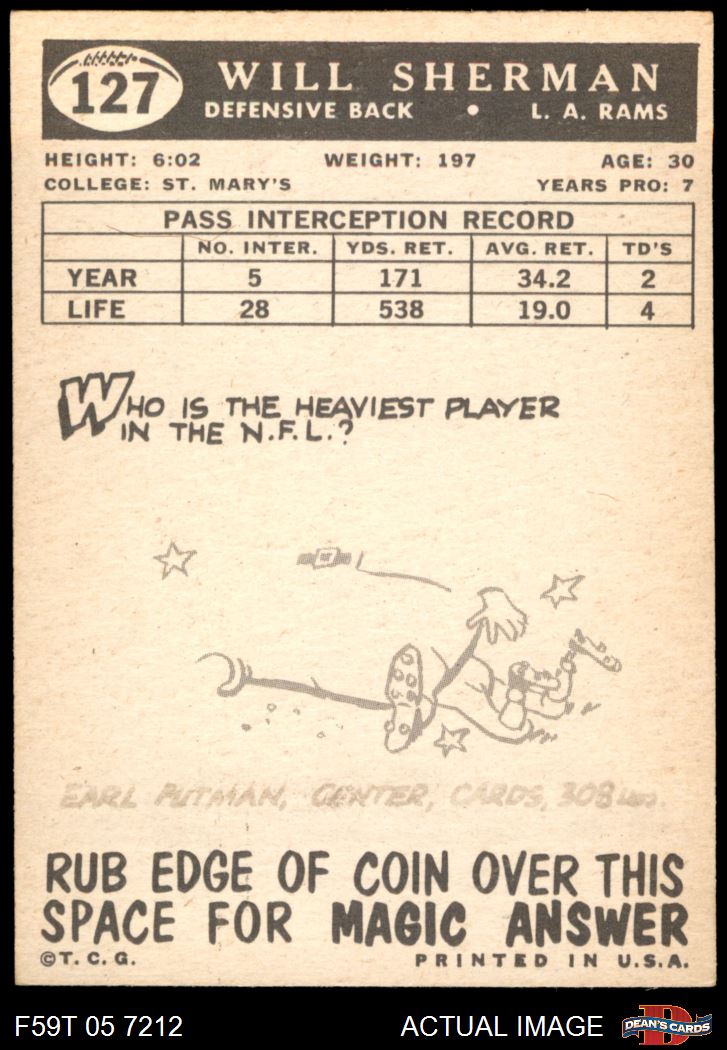 127
WILL SHERMAN
DEFENSIVE BACK • L. A. RAMS
HEIGHT: 6:02 WEIGHT: 197 AGE: 30
COLLEGE: ST. MARY'S YEARS PRO: 7
PASS INTERCEPTION RECORD
NO. INTER. YDS. RET. AVG. RET. TD'S
YEAR 5 171 34.2 2
LIFE 28 538 19.0 4
WHO IS THE HEAVIEST PLAYER
IN THE N.F.L.?
EARL PUTMAN, CENTER, CARDS, 308 LBS.
RUB EDGE OF COIN OVER THIS
SPACE FOR MAGIC ANSWER
©T. C. G. PRINTED IN U.S.A.
F59T 05 7212 ACTUAL IMAGE D DEAN'S CARDS